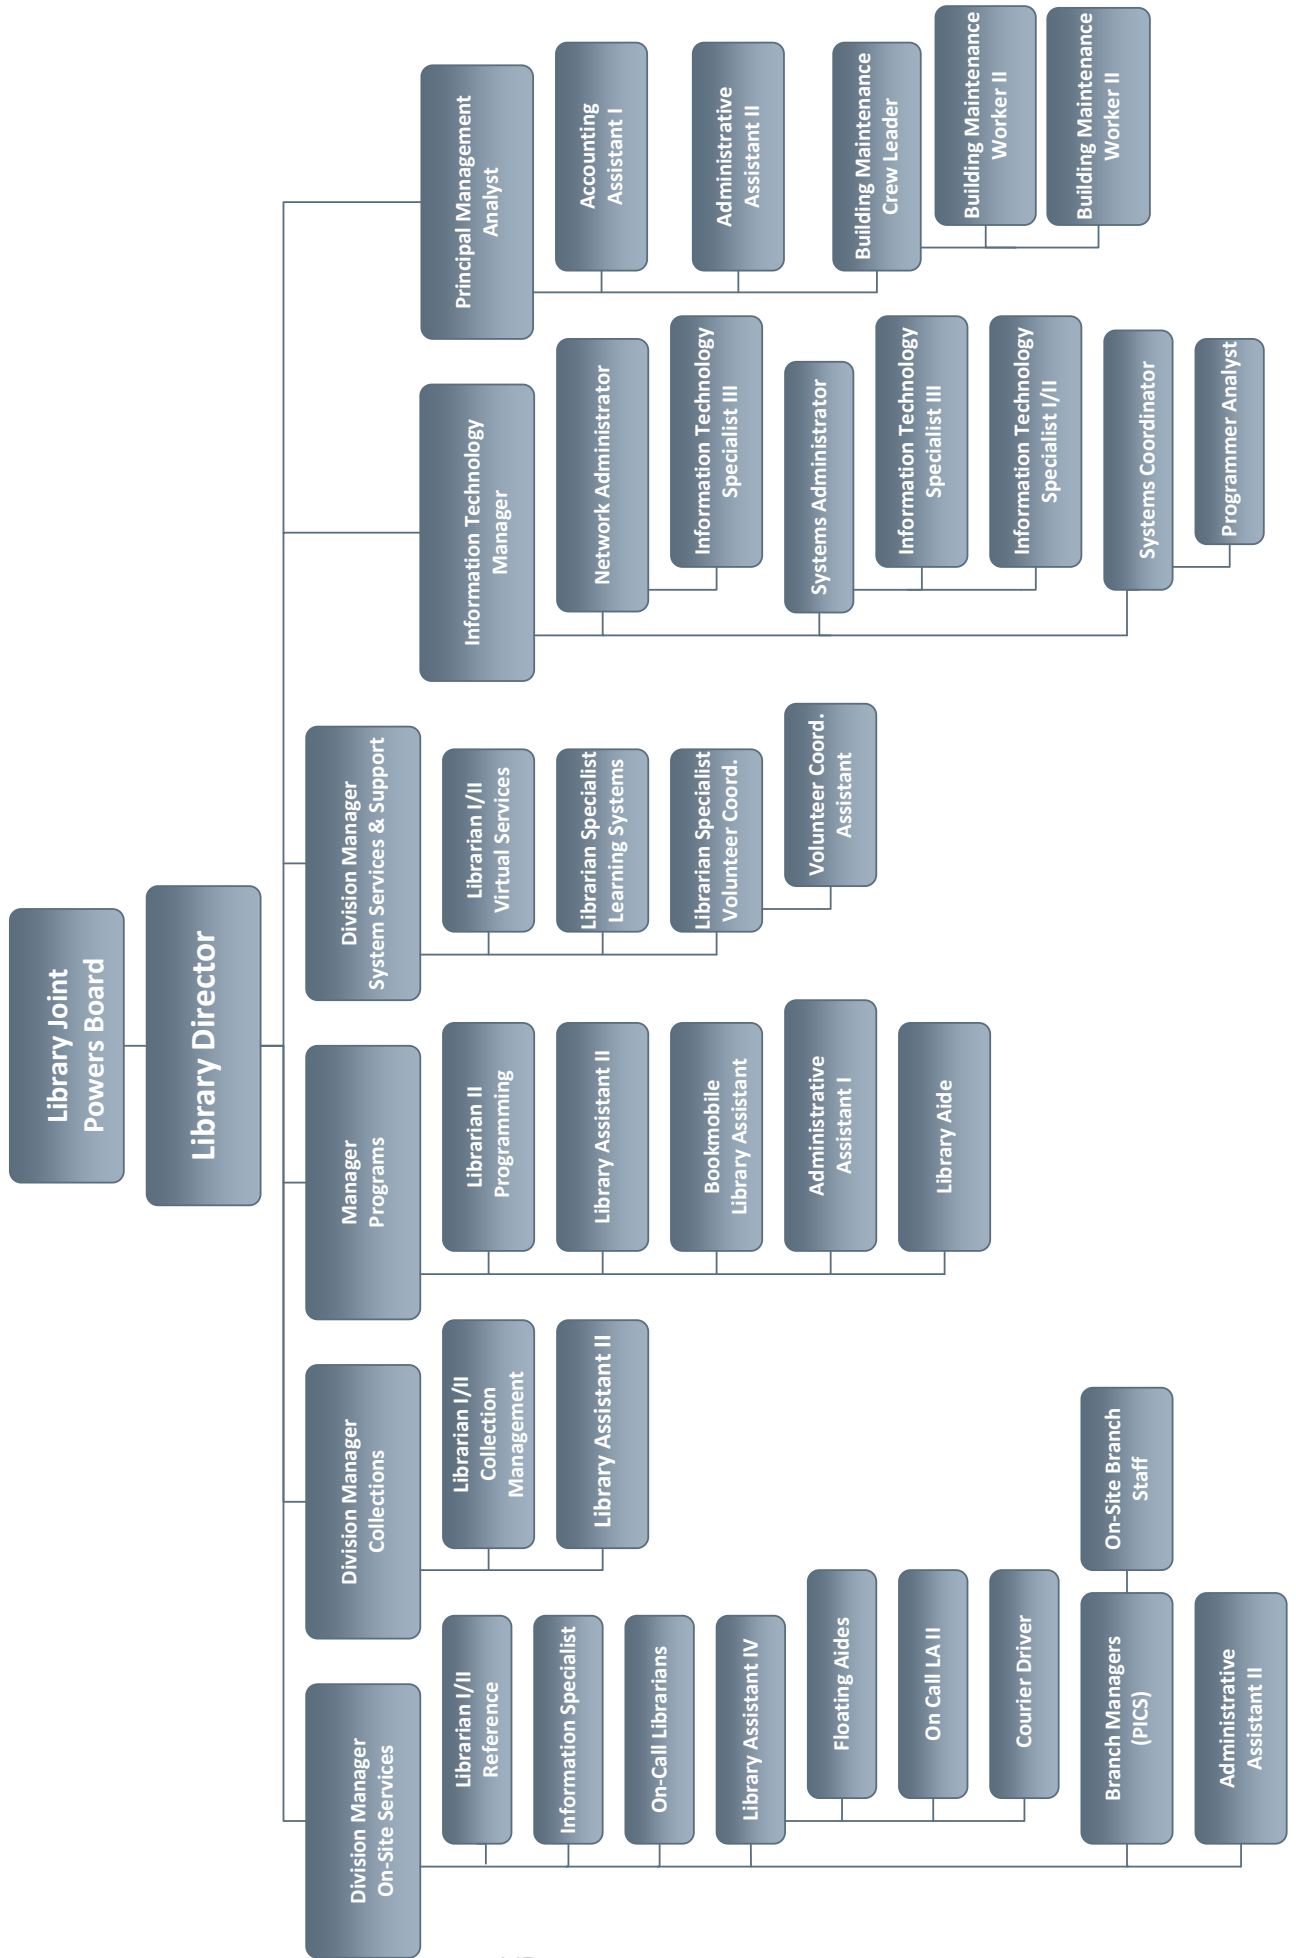 Library Joint
Powers Board
Library Director
Division Manager
On-Site Services
Librarian I/II
Reference
Information Specialist
On-Call Librarians
Library Assistant IV
Floating Aides
On Call LA II
Courier Driver
Branch Managers
(PICS)
On-Site Branch
Staff
Administrative
Assistant II
Division Manager
Collections
Librarian I/II
Collection
Management
Library Assistant II
Manager
Programs
Librarian II
Programming
Library Assistant II
Bookmobile
Library Assistant
Administrative
Assistant I
Library Aide
Division Manager
System Services & Support
Librarian I/II
Virtual Services
Librarian Specialist
Learning Systems
Librarian Specialist
Volunteer Coord.
Volunteer Coord.
Assistant
Information Technology
Manager
Network Administrator
Information Technology
Specialist III
Systems Administrator
Information Technology
Specialist III
Information Technology
Specialist I/II
Systems Coordinator
Programmer Analyst
Principal Management
Analyst
Accounting
Assistant I
Administrative
Assistant II
Building Maintenance
Crew Leader
Building Maintenance
Worker II
Building Maintenance
Worker II